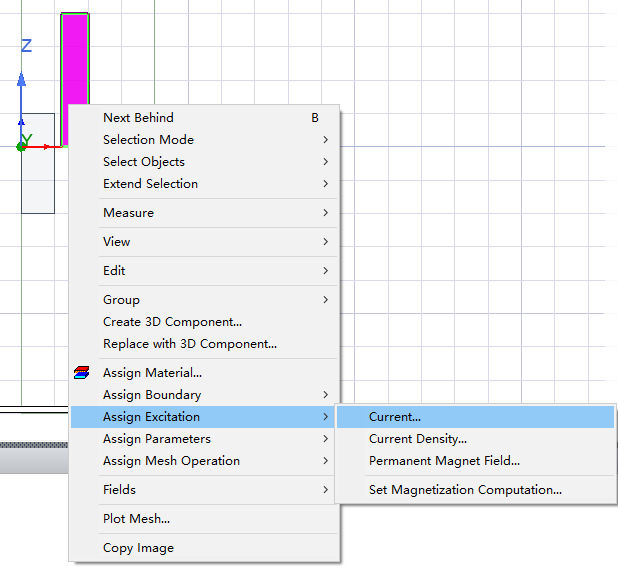 Z
Y
Next Behind B
Selection Mode
Select Objects
Extend Selection
Measure
View
Edit
Group
Create 3D Component...
Replace with 3D Component...
Assign Material...
Assign Boundary
Assign Excitation
Current...
Assign Parameters
Current Density...
Assign Mesh Operation
Permanent Magnet Field...
Fields
Set Magnetization Computation...
Plot Mesh...
Copy Image